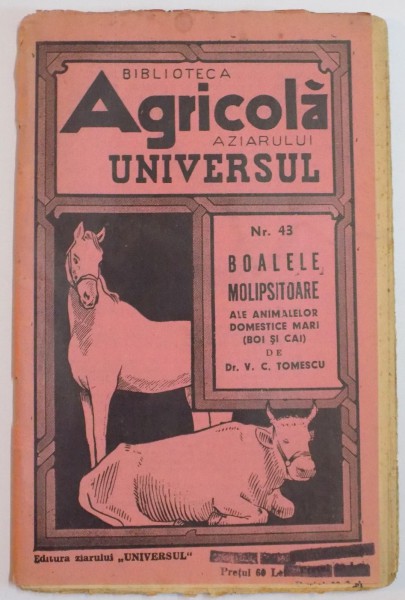 BIBLIOTECA
Agricolă
A ZIARULUI
UNIVERSUL
Nr. 43
BOALELE
MOLIPSITOARE
ALE ANIMALELOR
DOMESTICE MARI
(BOI ȘI CAI)
DE
Dr. V. C. TOMESCU
Editura ziarului „UNIVERSUL“
Prețul 60 Lei